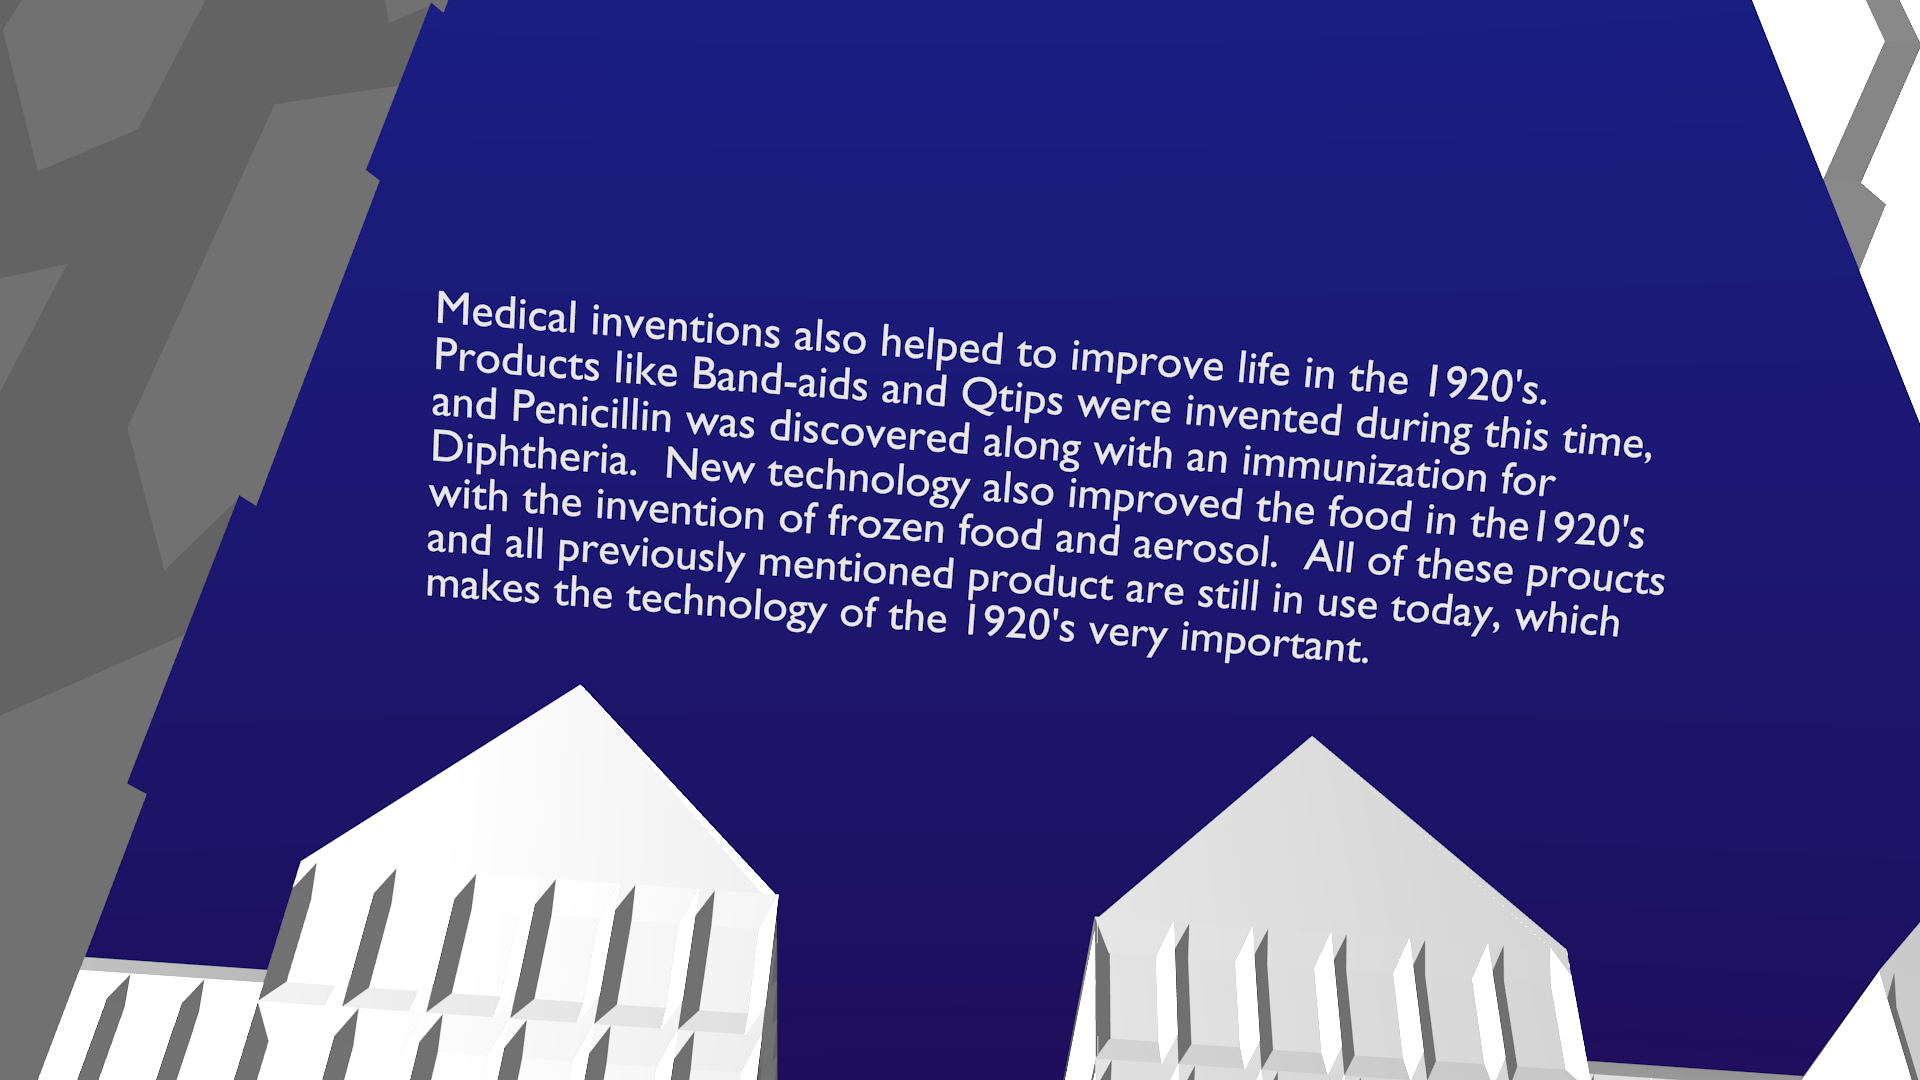 Medical inventions also helped to improve life in the 1920's.
Products like Band-aids and Qtips were invented during this time,
and Penicillin was discovered along with an immunization for
Diphtheria.  New technology also improved the food in the1920's
with the invention of frozen food and aerosol.  All of these proucts
and all previously mentioned product are still in use today, which
makes the technology of the 1920's very important.